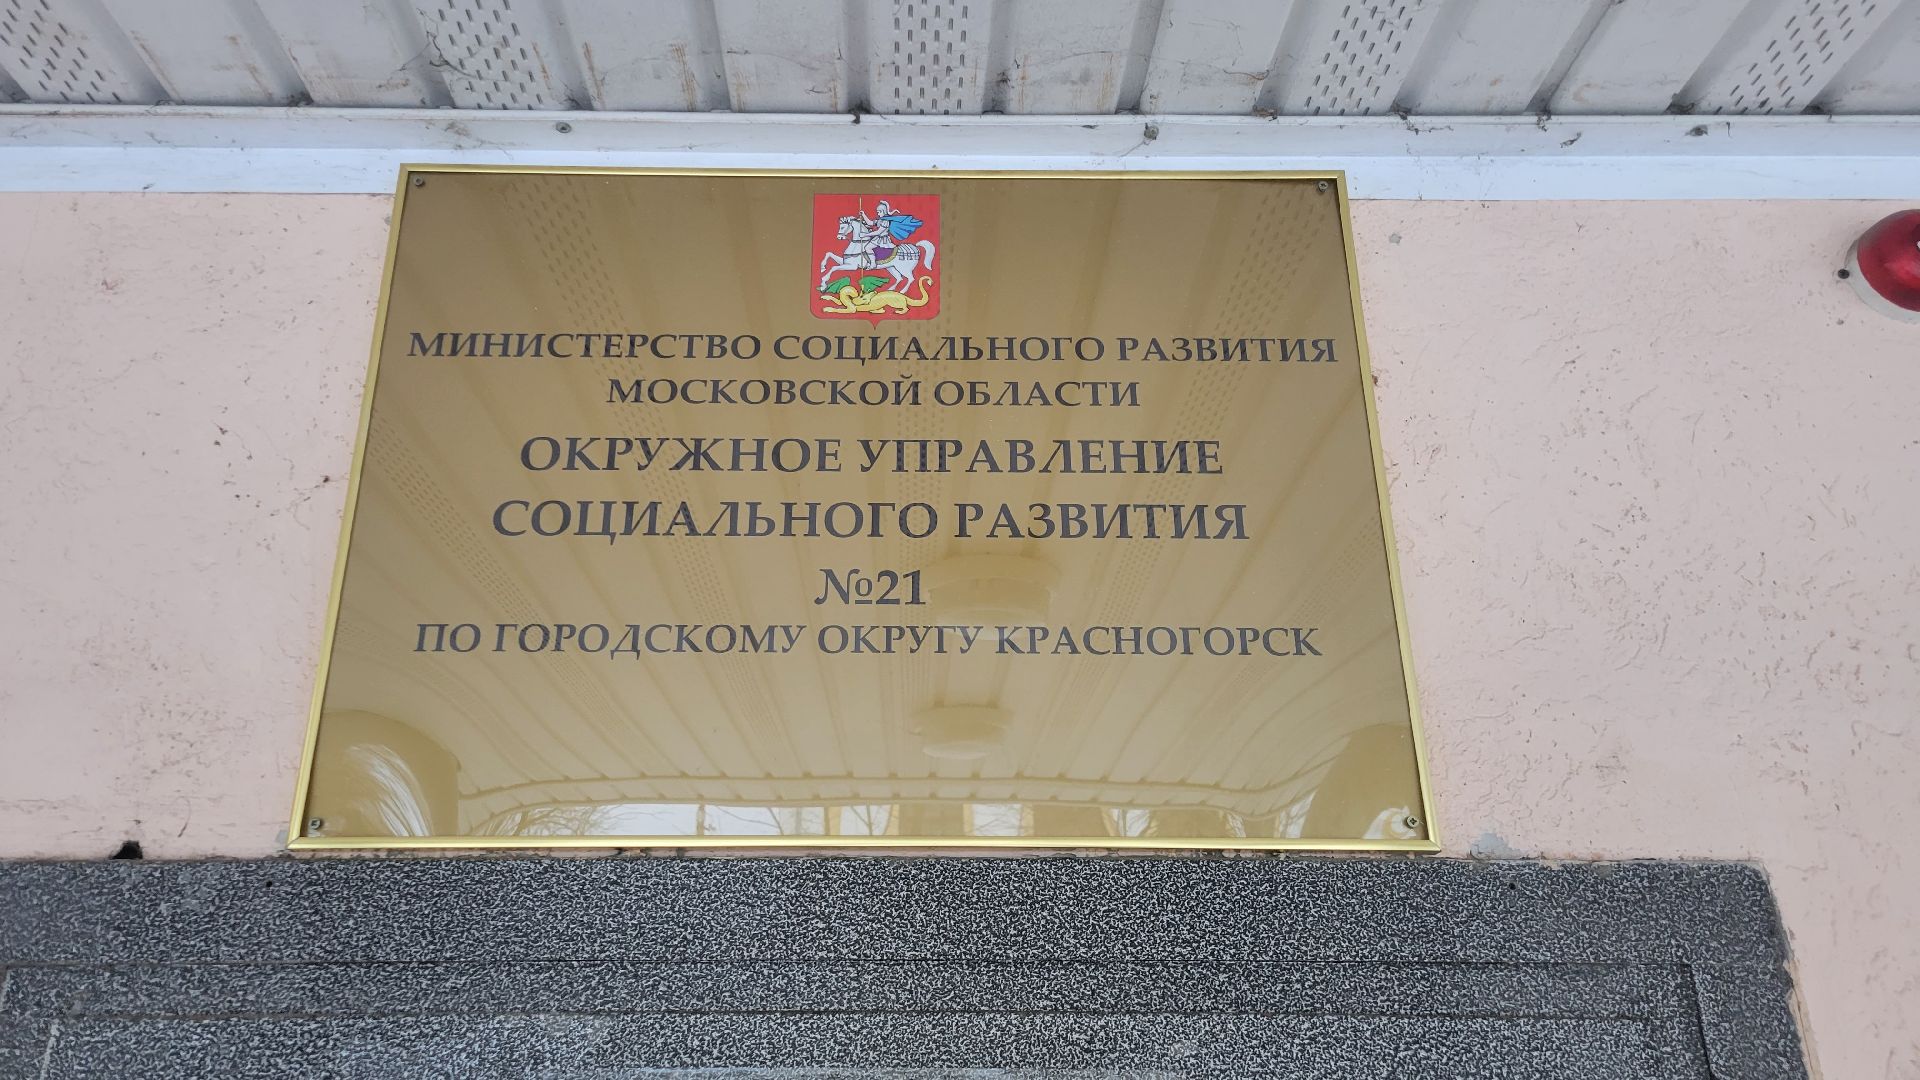 МИНИСТЕРСТВО СОЦИАЛЬНОГО РАЗВИТИЯ
МОСКОВСКОЙ ОБЛАСТИ
ОКРУЖНОЕ УПРАВЛЕНИЕ
СОЦИАЛЬНОГО РАЗВИТИЯ
№21
ПО ГОРОДСКОМУ ОКРУГУ КРАСНОГОРСК